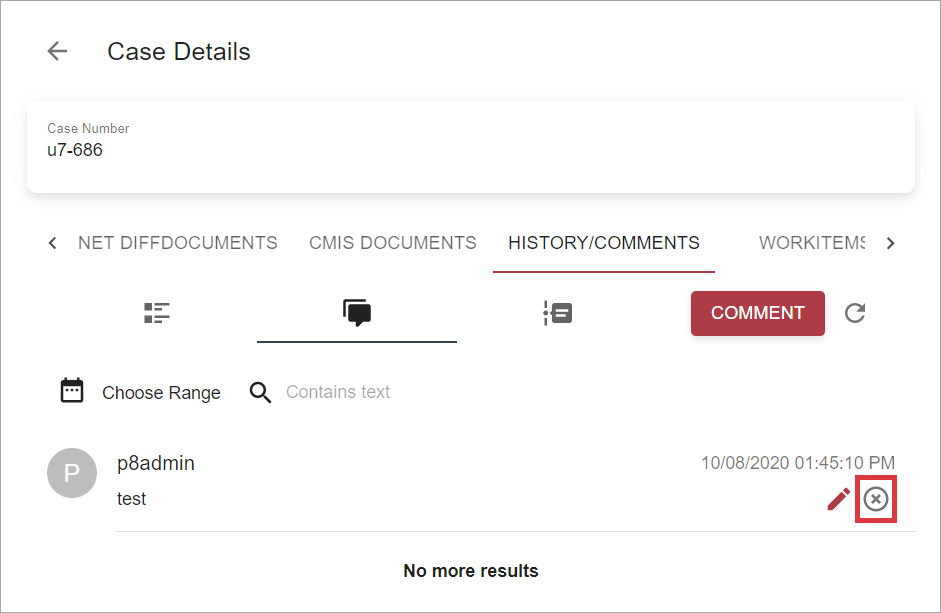 Case Details
Case Number
u7-686
NET DIFFDOCUMENTS CMIS DOCUMENTS HISTORY/COMMENTS WORKITEMS
COMMENT
Choose Range Contains text
P
p8admin 10/08/2020 01:45:10 PM
test
No more results